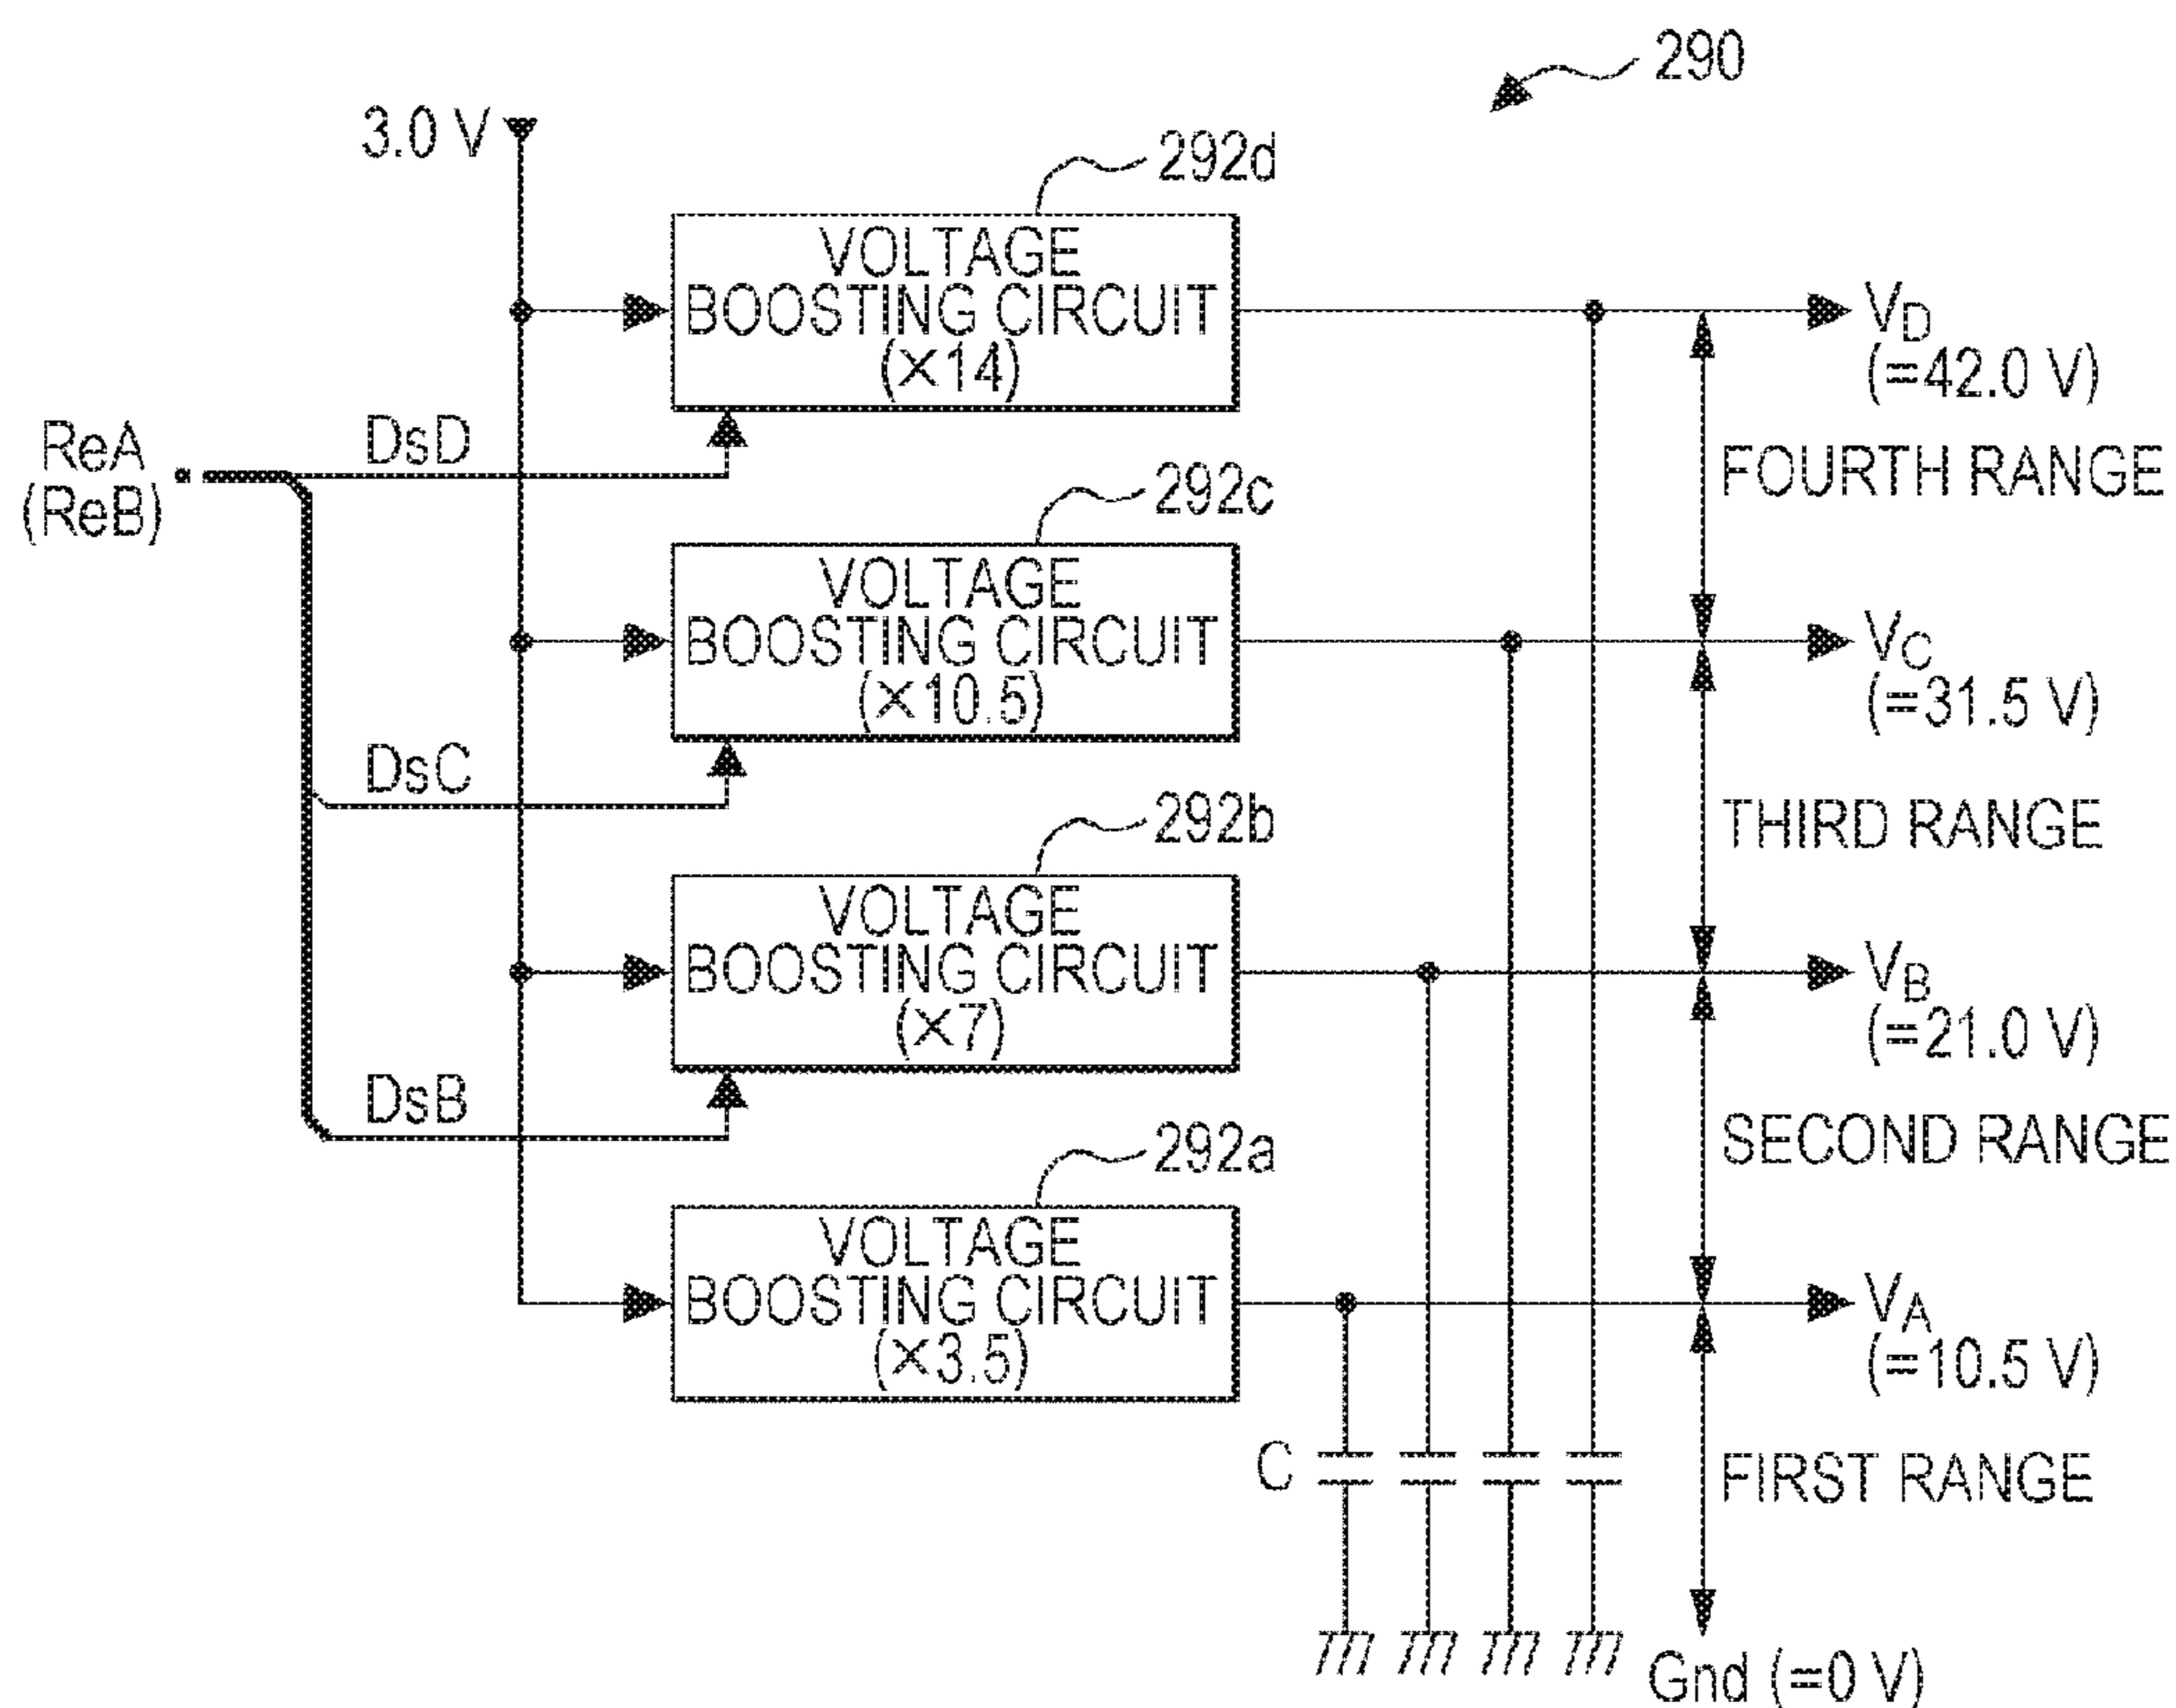 290
3.0 V
292d
VOLTAGE
BOOSTING CIRCUIT
(×14)
VD
(=42.0 V)
ReA
(ReB)
DsD
FOURTH RANGE
292c
VOLTAGE
BOOSTING CIRCUIT
(×10.5)
VC
(=31.5 V)
DsC
THIRD RANGE
292b
VOLTAGE
BOOSTING CIRCUIT
(×7)
VB
(=21.0 V)
DsB
SECOND RANGE
292a
VOLTAGE
BOOSTING CIRCUIT
(×3.5)
VA
(=10.5 V)
C
FIRST RANGE
Gnd (=0 V)